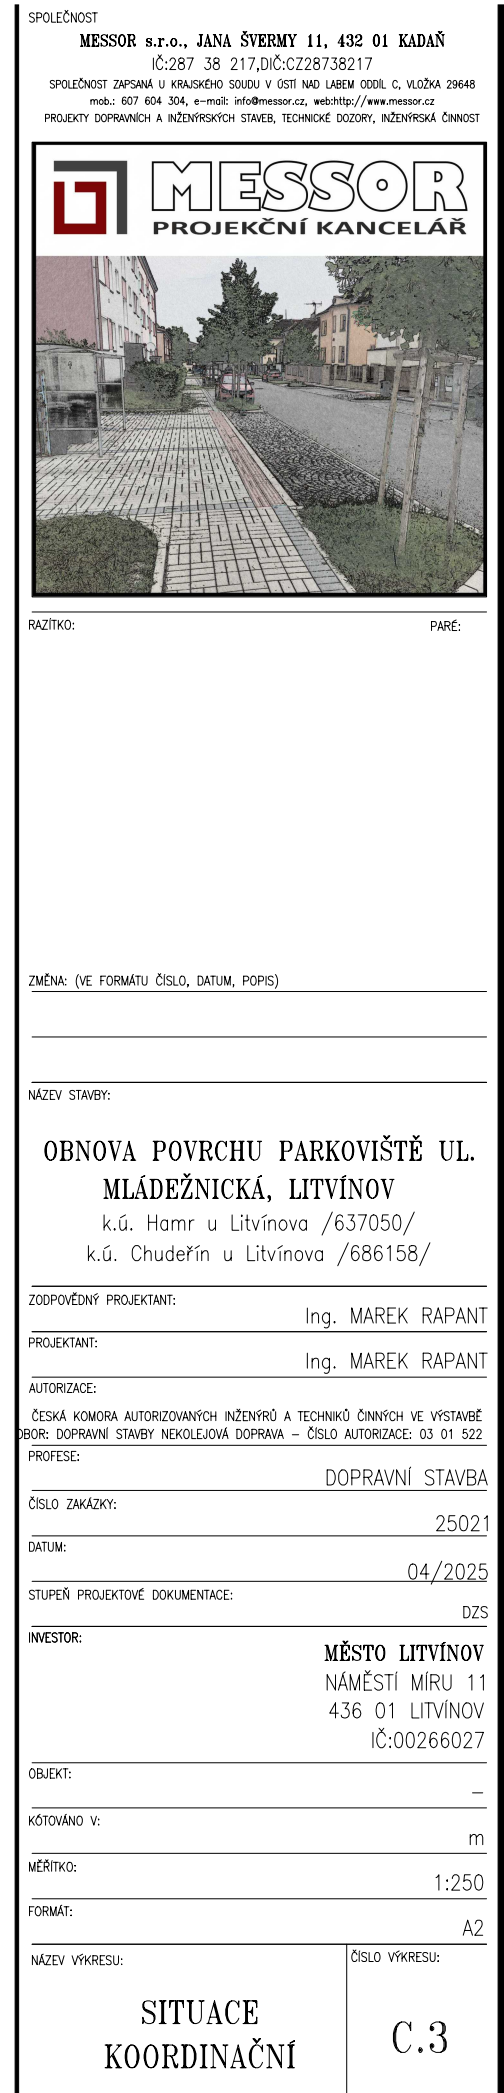 SPOLEČNOST
MESSOR s.r.o., JANA ŠVERMY 11, 432 01 KADAŇ
IČ:287 38 217,DIČ:CZ28738217
SPOLEČNOST ZAPSANÁ U KRAJSKÉHO SOUDU V ÚSTÍ NAD LABEM ODDÍL C, VLOŽKA 29648
mob.: 607 604 304, e-mail: info@messor.cz, web:http://www.messor.cz
PROJEKTY DOPRAVNÍCH A INŽENÝRSKÝCH STAVEB, TECHNICKÉ DOZORY, INŽENÝRSKÁ ČINNOST
MESSOR
PROJEKČNÍ KANCELÁŘ
RAZÍTKO: PARÉ:
ZMĚNA: (VE FORMÁTU ČÍSLO, DATUM, POPIS)
NÁZEV STAVBY:
OBNOVA POVRCHU PARKOVIŠTĚ UL.
MLÁDEŽNICKÁ, LITVÍNOV
k.ú. Hamr u Litvínova /637050/
k.ú. Chudeřín u Litvínova /686158/
ZODPOVĚDNÝ PROJEKTANT:
Ing. MAREK RAPANT
PROJEKTANT:
Ing. MAREK RAPANT
AUTORIZACE:
ČESKÁ KOMORA AUTORIZOVANÝCH INŽENÝRŮ A TECHNIKŮ ČINNÝCH VE VÝSTAVBĚ
OBOR: DOPRAVNÍ STAVBY NEKOLEJOVÁ DOPRAVA – ČÍSLO AUTORIZACE: 03 01 522
PROFESE:
DOPRAVNÍ STAVBA
ČÍSLO ZAKÁZKY:
25021
DATUM:
04/2025
STUPEŇ PROJEKTOVÉ DOKUMENTACE:
DZS
INVESTOR:
MĚSTO LITVÍNOV
NÁMĚSTÍ MÍRU 11
436 01 LITVÍNOV
IČ:00266027
OBJEKT:
–
KÓTOVÁNO V:
m
MĚŘÍTKO:
1:250
FORMÁT:
A2
NÁZEV VÝKRESU:
SITUACE
KOORDINAČNÍ
ČÍSLO VÝKRESU:
C.3